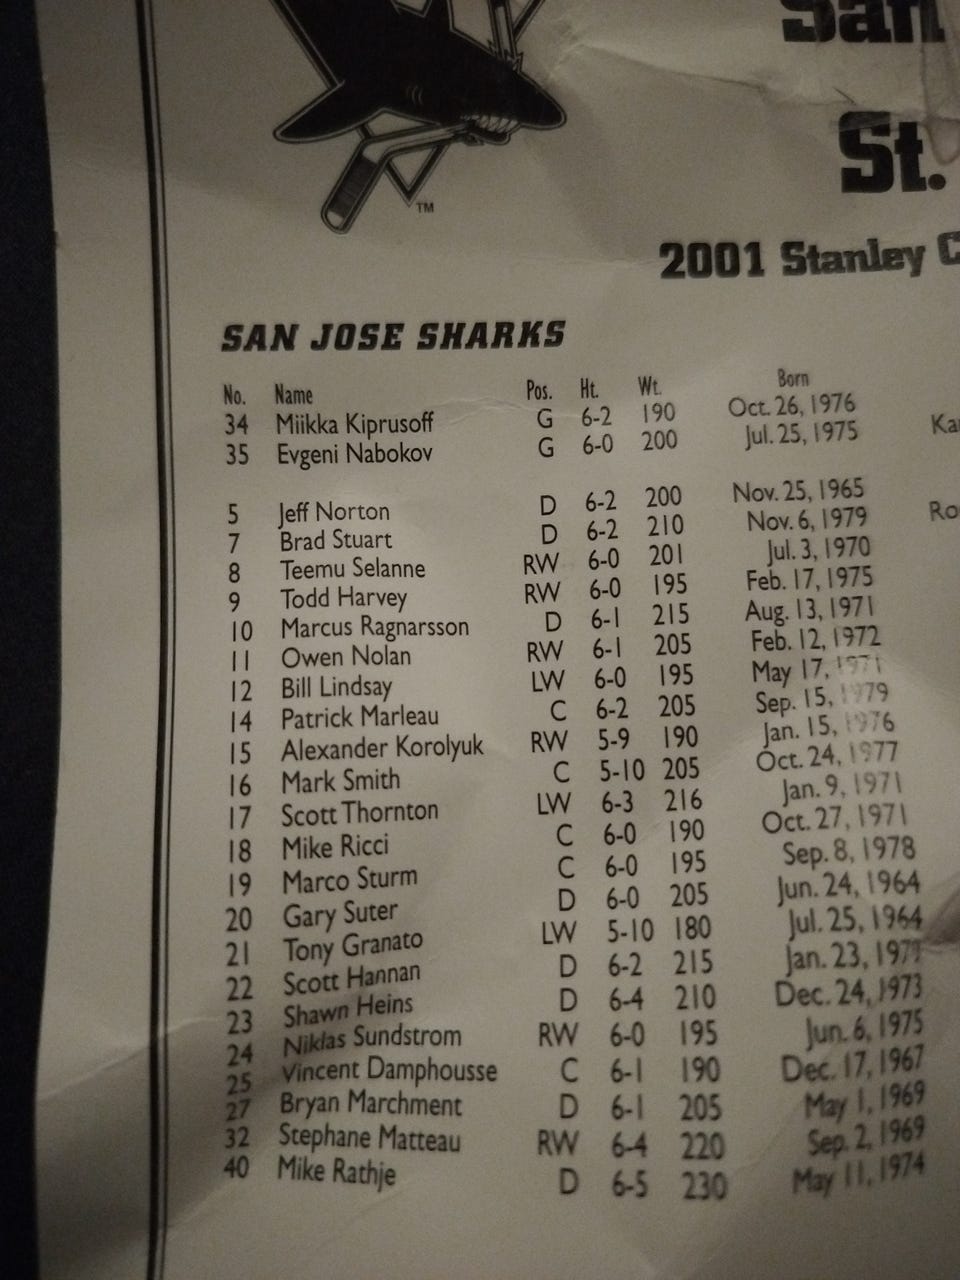 San
St.
TM
2001 Stanley C
SAN JOSE SHARKS
No. Name Pos. Ht. Wt. Born
34 Miikka Kiprusoff G 6-2 190 Oct. 26, 1976
35 Evgeni Nabokov G 6-0 200 Jul. 25, 1975 Ka
5 Jeff Norton D 6-2 200 Nov. 25, 1965
7 Brad Stuart D 6-2 210 Nov. 6, 1979 Ro
8 Teemu Selanne RW 6-0 201 Jul. 3, 1970
9 Todd Harvey RW 6-0 195 Feb. 17, 1975
10 Marcus Ragnarsson D 6-1 215 Aug. 13, 1971
11 Owen Nolan RW 6-1 205 Feb. 12, 1972
12 Bill Lindsay LW 6-0 195 May 17, 1971
14 Patrick Marleau C 6-2 205 Sep. 15, 1979
15 Alexander Korolyuk RW 5-9 190 Jan. 15, 1976
16 Mark Smith C 5-10 205 Oct. 24, 1977
17 Scott Thornton LW 6-3 216 Jan. 9, 1971
18 Mike Ricci C 6-0 190 Oct. 27, 1971
19 Marco Sturm C 6-0 195 Sep. 8, 1978
20 Gary Suter D 6-0 205 Jun. 24, 1964
21 Tony Granato LW 5-10 180 Jul. 25, 1964
22 Scott Hannan D 6-2 215 Jan. 23,
23 Shawn Heins D 6-4 210 Dec. 24, 1973
24 Niklas Sundstrom RW 6-0 195 Jun. 6, 1975
25 Vincent Damphousse C 6-1 190 Dec. 17, 1967
27 Bryan Marchment D 6-1 205 May 1, 1969
32 Stephane Matteau RW 6-4 220 Sep. 2, 1969
40 Mike Rathje D 6-5 230 May 11, 1974